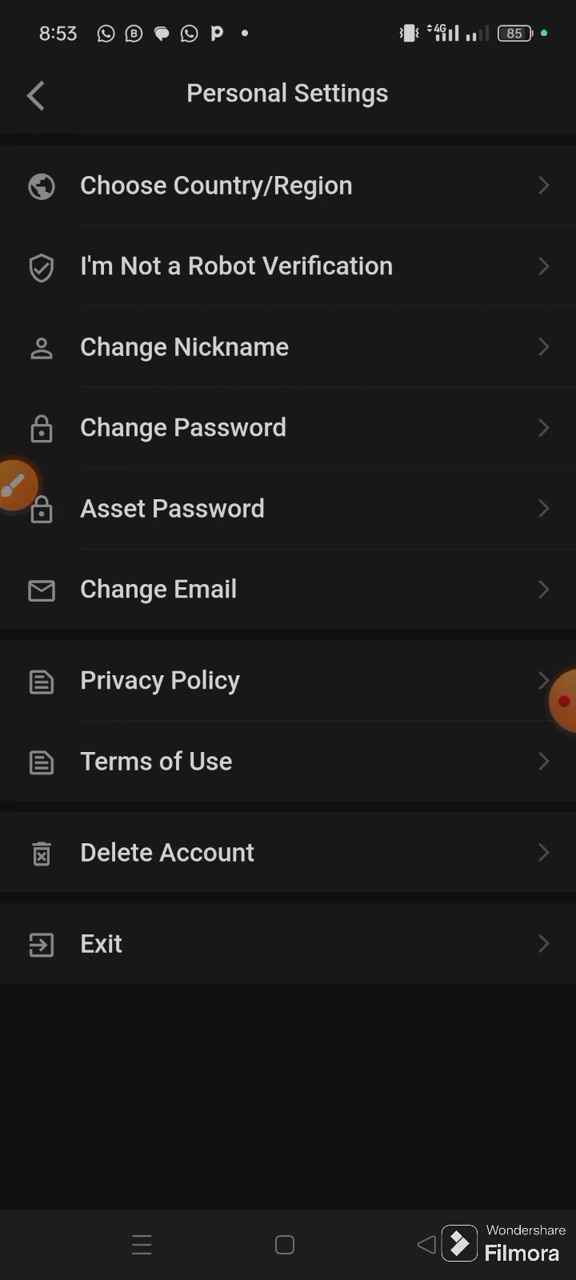 8:53
B
4G
85
Personal Settings
Choose Country/Region
I'm Not a Robot Verification
Change Nickname
Change Password
Asset Password
Change Email
Privacy Policy
Terms of Use
Delete Account
Exit
Wondershare
Filmora